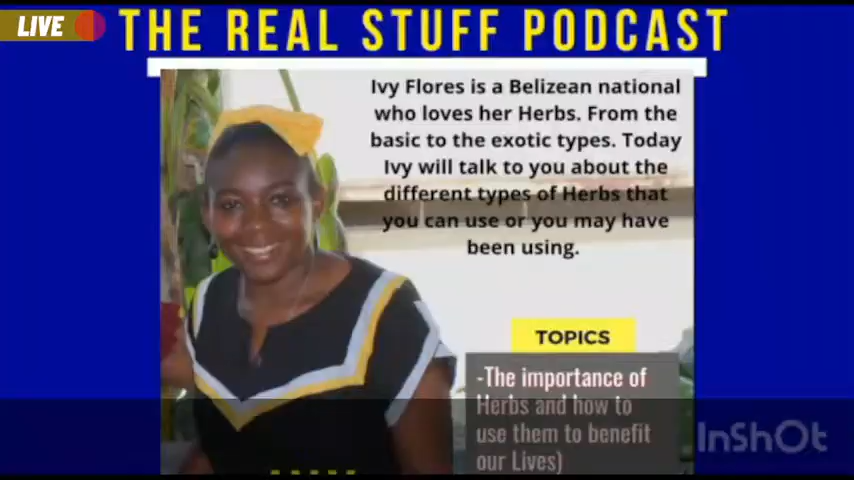 LIVE
THE REAL STUFF PODCAST
Ivy Flores is a Belizean national
who loves her Herbs. From the
basic to the exotic types. Today
Ivy will talk to you about the
different types of Herbs that
you can use or you may have
been using.
TOPICS
-The importance of
Herbs and how to
use them to benefit
our Lives)
InShOt